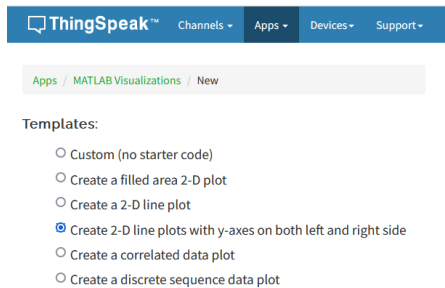 ThingSpeak™ Channels Apps Devices Support
Apps / MATLAB Visualizations / New
Templates:
Custom (no starter code)
Create a filled area 2-D plot
Create a 2-D line plot
Create 2-D line plots with y-axes on both left and right side
Create a correlated data plot
Create a discrete sequence data plot